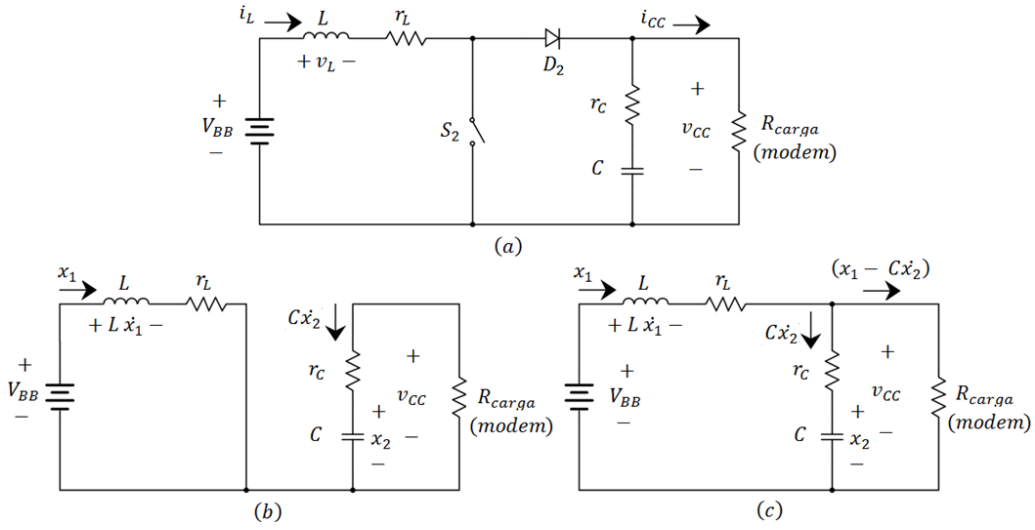 i_L L r_L i_CC
+ v_L − D_2
+ V_BB − S_2 r_C C + v_CC − R_carga (modem)
(a)
x_1 L r_L
+ L ẋ_1 −
+ V_BB −
Cẋ_2 r_C C + x_2 − + v_CC − R_carga (modem)
(b)
x_1 L r_L (x_1 − Cẋ_2)
+ L ẋ_1 −
+ V_BB −
Cẋ_2 r_C C + x_2 − + v_CC − R_carga (modem)
(c)